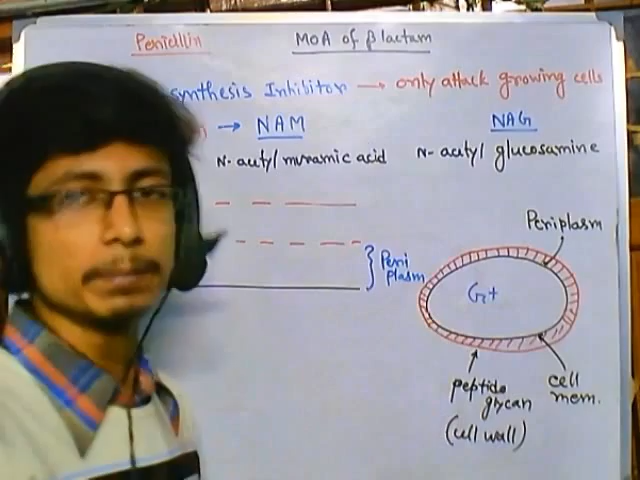 Penicillin
MOA of β lactam
synthesis Inhibitor → only attack growing cells
→ NAM
NAG
N-acetyl muramic acid
N-acetyl glucosamine
Periplasm
Peri
plasm
G+
peptido
glycan
(cell wall)
cell
mem.